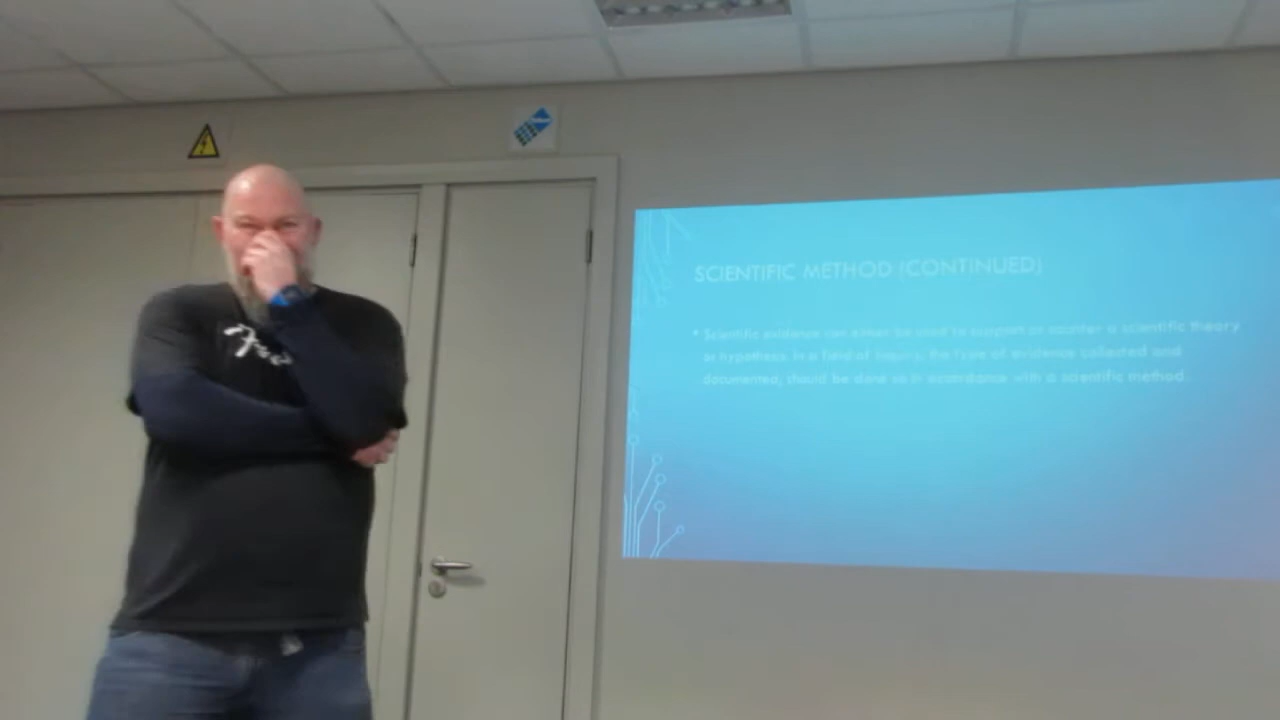 SCIENTIFIC METHOD (CONTINUED)
• Scientific evidence can either be used to support or counter a scientific theory
or hypothesis. In a field of inquiry, the type of evidence collected and
documented, should be done so in accordance with a scientific method.